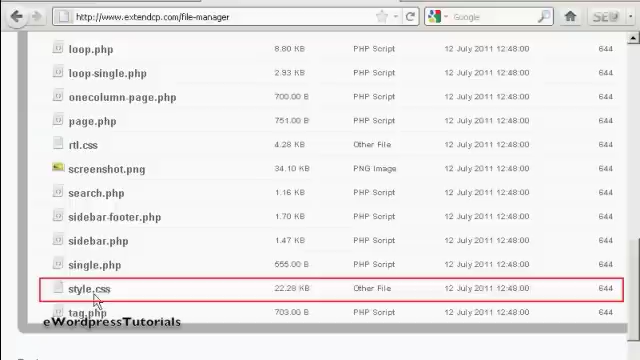 http://www.extendcp.com/file-manager
Google
SEO
loop.php 8.80 KB PHP Script 12 July 2011 12:48:00 644
loop-single.php 2.93 KB PHP Script 12 July 2011 12:48:00 644
onecolumn-page.php 700.00 B PHP Script 12 July 2011 12:48:00 644
page.php 751.00 B PHP Script 12 July 2011 12:48:00 644
rtl.css 4.28 KB Other File 12 July 2011 12:48:00 644
screenshot.png 34.10 KB PNG Image 12 July 2011 12:48:00 644
search.php 1.16 KB PHP Script 12 July 2011 12:48:00 644
sidebar-footer.php 1.70 KB PHP Script 12 July 2011 12:48:00 644
sidebar.php 1.47 KB PHP Script 12 July 2011 12:48:00 644
single.php 555.00 B PHP Script 12 July 2011 12:48:00 644
style.css 22.28 KB Other File 12 July 2011 12:48:00 644
tag.php 703.00 B PHP Script 12 July 2011 12:48:00 644
eWordpressTutorials